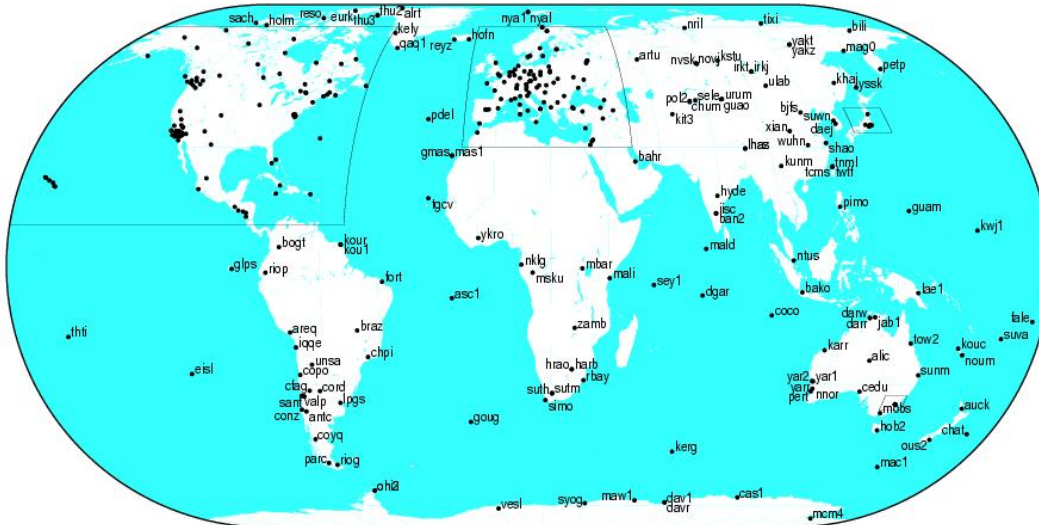 sach
holm
reso
eurk
thu3
thu2
alrt
kely
qaq1
reyz
hofn
nya1
nyal
artu
nril
tixi
bili
yakt
yakz
mag0
petp
nvsk
novj
kstu
irkt
irkj
khaj
yssk
ulab
pol2
chum
sele
urum
guao
kit3
bjfs
suwn
daej
xian
wuhn
shao
lhas
kunm
tnml
tcms
twtf
pdel
gmas
mas1
bahr
hyde
iisc
ban2
pimo
guam
kwj1
tgcv
ykro
bogt
kour
kou1
glps
riop
fort
nklg
msku
mbar
mali
mald
sey1
dgar
ntus
bako
lae1
asc1
coco
thti
areq
braz
iqqe
chpi
unsa
eisl
copo
cfag
cord
sant
valp
lpgs
conz
antc
coyq
parc
riog
zamb
hrao
harb
rbay
suth
sutm
simo
goug
kerg
darw
darr
jab1
karr
alic
tow2
kouc
noum
fale
suva
yar2
yar1
yarr
pert
nnor
cedu
sunm
mobs
hob2
auck
chat
ous2
mac1
ohi3
vesl
syog
maw1
dav1
davr
cas1
mcm4